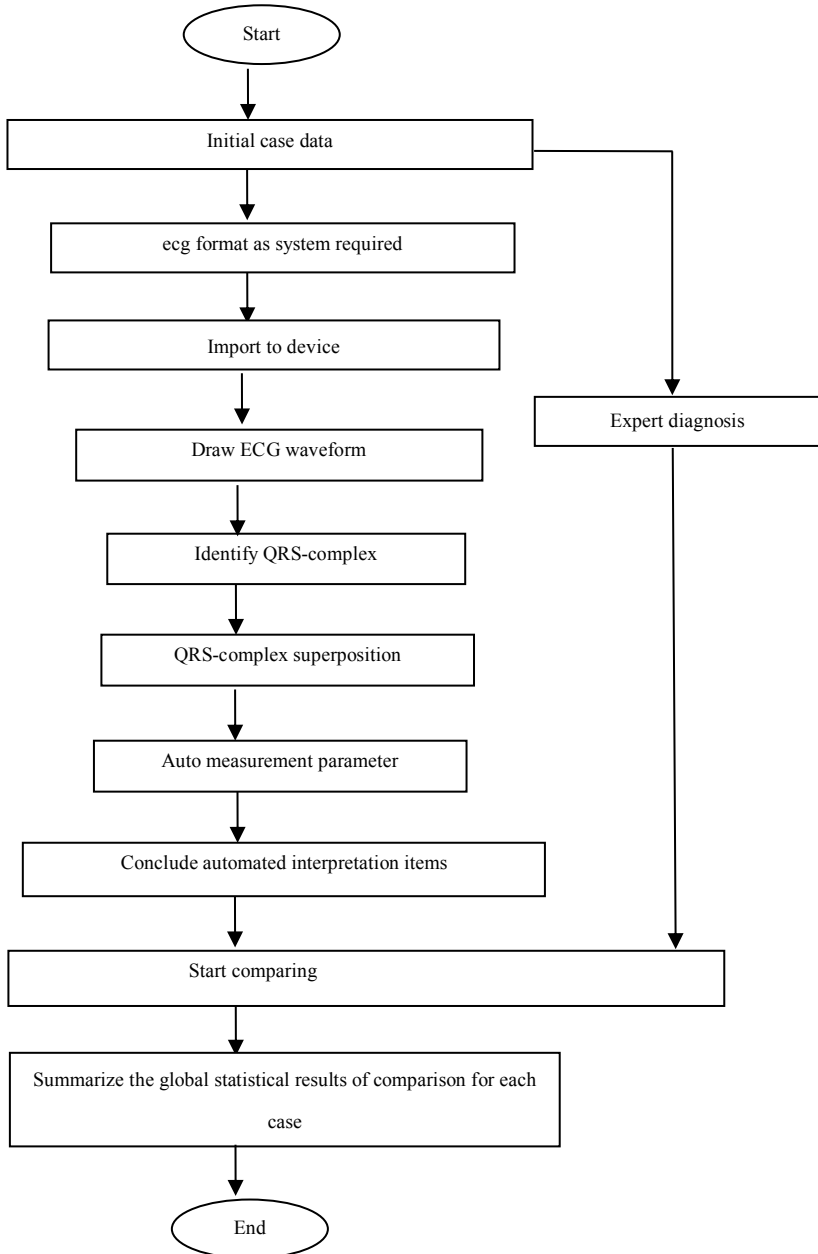 Start
Initial case data
ecg format as system required
Import to device
Expert diagnosis
Draw ECG waveform
Identify QRS-complex
QRS-complex superposition
Auto measurement parameter
Conclude automated interpretation items
Start comparing
Summarize the global statistical results of comparison for each
case
End